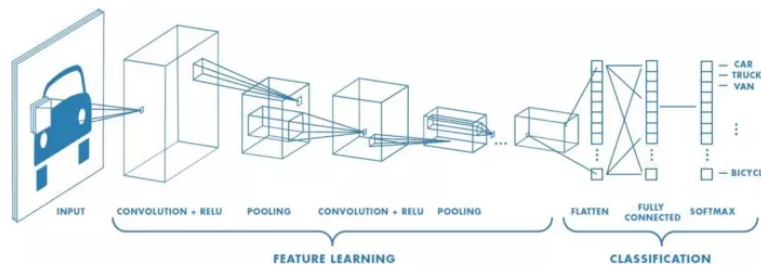 CAR
TRUCK
VAN
BICYCL
INPUT
CONVOLUTION + RELU
POOLING
CONVOLUTION + RELU
POOLING
FLATTEN
FULLY
CONNECTED
SOFTMAX
FEATURE LEARNING
CLASSIFICATION